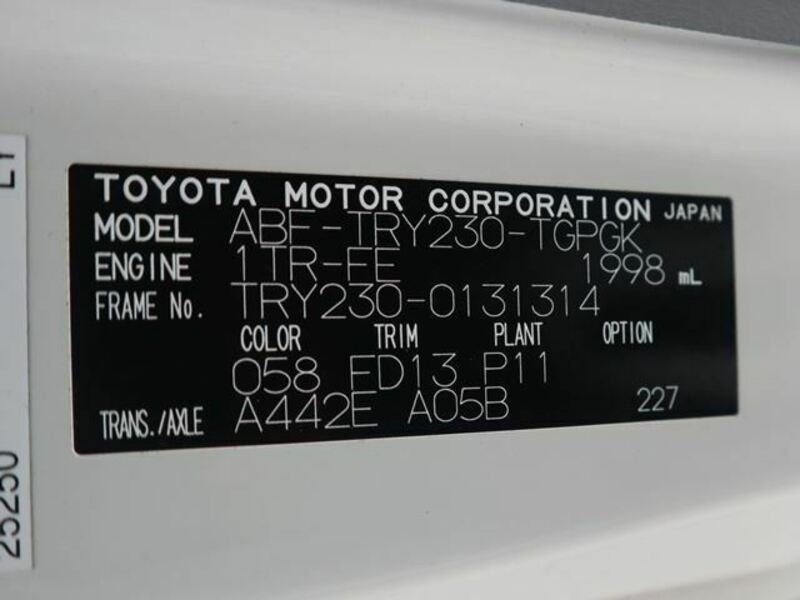 TOYOTA MOTOR CORPORATION JAPAN
MODEL ABF-TRY230-TGPGK
ENGINE 1TR-FE 1998 mL
FRAME No. TRY230-0131314
COLOR TRIM PLANT OPTION
058 FD13 P11
TRANS./AXLE A442E A05B 227
25250